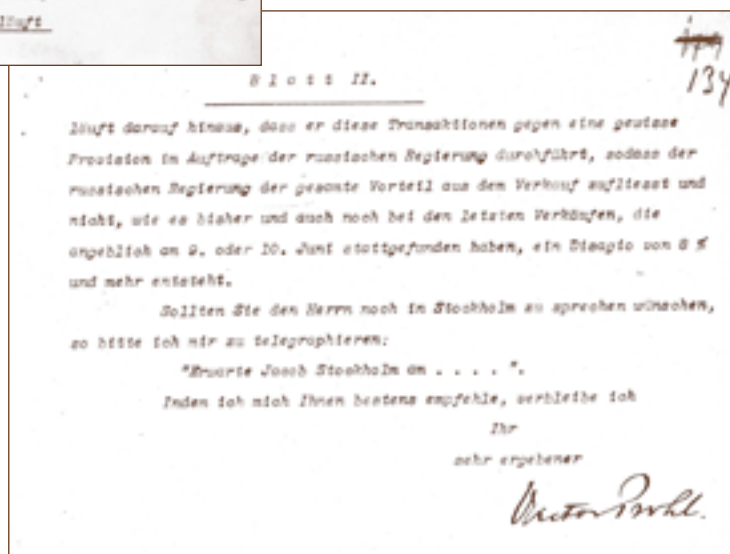 läuft
134
Blatt II.
läuft darauf hinaus, dass er diese Transaktionen gegen eine gewisse
Provision im Auftrage der russischen Regierung durchführt, sodass der
russischen Regierung der gesamte Vorteil aus dem Verkauf zufliesst und
nicht, wie es bisher und auch noch bei den letzten Verkäufen, die
angeblich am 9. oder 10. Juni stattgefunden haben, ein Disagio von 8 %
und mehr entsteht.
Sollten Sie den Herrn noch in Stockholm zu sprechen wünschen,
so bitte ich mir zu telegraphieren:
"Erwarte Jacob Stockholm am . . . . ".
Indem ich mich Ihnen bestens empfehle, verbleibe ich
Ihr
sehr ergebener